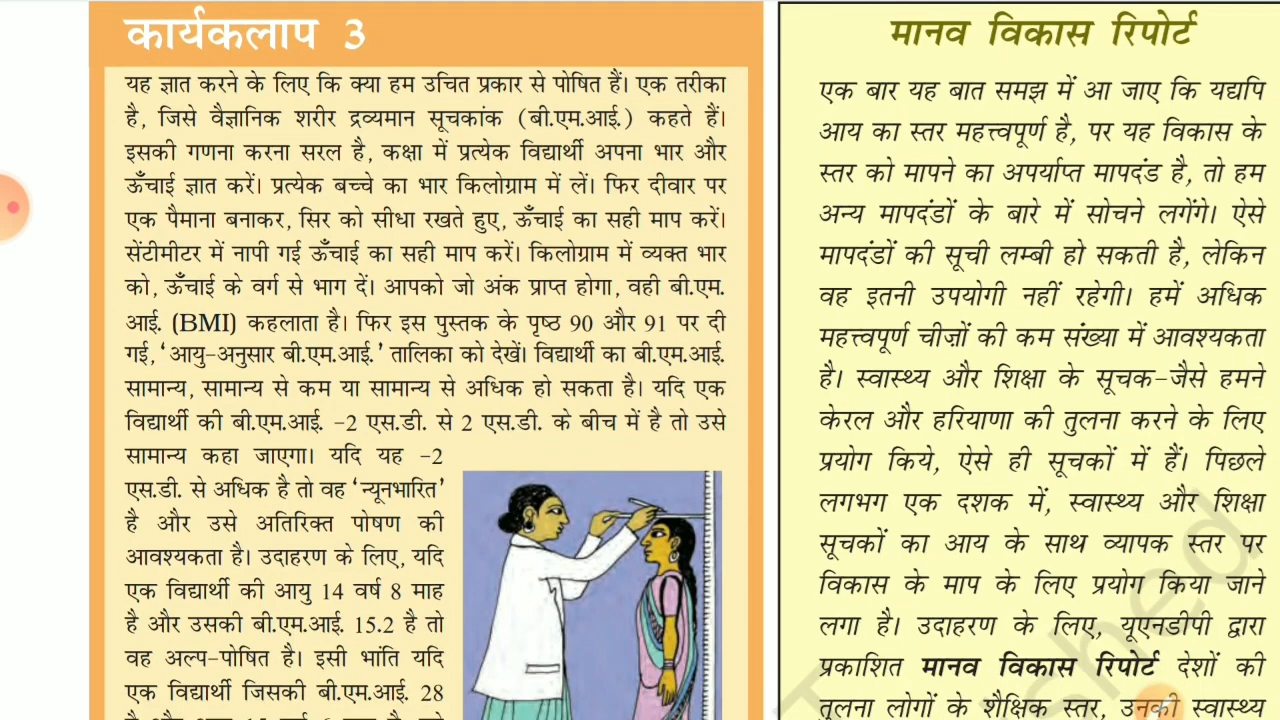 कार्यकलाप 3
यह ज्ञात करने के लिए कि क्या हम उचित प्रकार से पोषित हैं। एक तरीका
है, जिसे वैज्ञानिक शरीर द्रव्यमान सूचकांक (बी.एम.आई.) कहते हैं।
इसकी गणना करना सरल है, कक्षा में प्रत्येक विद्यार्थी अपना भार और
ऊँचाई ज्ञात करें। प्रत्येक बच्चे का भार किलोग्राम में लें। फिर दीवार पर
एक पैमाना बनाकर, सिर को सीधा रखते हुए, ऊँचाई का सही माप करें।
सेंटीमीटर में नापी गई ऊँचाई का सही माप करें। किलोग्राम में व्यक्त भार
को, ऊँचाई के वर्ग से भाग दें। आपको जो अंक प्राप्त होगा, वही बी.एम.
आई. (BMI) कहलाता है। फिर इस पुस्तक के पृष्ठ 90 और 91 पर दी
गई, ‘आयु-अनुसार बी.एम.आई.’ तालिका को देखें। विद्यार्थी का बी.एम.आई.
सामान्य, सामान्य से कम या सामान्य से अधिक हो सकता है। यदि एक
विद्यार्थी की बी.एम.आई. -2 एस.डी. से 2 एस.डी. के बीच में है तो उसे
सामान्य कहा जाएगा। यदि यह -2
एस.डी. से अधिक है तो वह ‘न्यूनभारित’
है और उसे अतिरिक्त पोषण की
आवश्यकता है। उदाहरण के लिए, यदि
एक विद्यार्थी की आयु 14 वर्ष 8 माह
है और उसकी बी.एम.आई. 15.2 है तो
वह अल्प-पोषित है। इसी भांति यदि
एक विद्यार्थी जिसकी बी.एम.आई. 28
मानव विकास रिपोर्ट
एक बार यह बात समझ में आ जाए कि यद्यपि
आय का स्तर महत्त्वपूर्ण है, पर यह विकास के
स्तर को मापने का अपर्याप्त मापदंड है, तो हम
अन्य मापदंडों के बारे में सोचने लगेंगे। ऐसे
मापदंडों की सूची लम्बी हो सकती है, लेकिन
वह इतनी उपयोगी नहीं रहेगी। हमें अधिक
महत्त्वपूर्ण चीज़ों की कम संख्या में आवश्यकता
है। स्वास्थ्य और शिक्षा के सूचक-जैसे हमने
केरल और हरियाणा की तुलना करने के लिए
प्रयोग किये, ऐसे ही सूचकों में हैं। पिछले
लगभग एक दशक में, स्वास्थ्य और शिक्षा
सूचकों का आय के साथ व्यापक स्तर पर
विकास के माप के लिए प्रयोग किया जाने
लगा है। उदाहरण के लिए, यूएनडीपी द्वारा
प्रकाशित मानव विकास रिपोर्ट देशों की
तुलना लोगों के शैक्षिक स्तर, उनकी स्वास्थ्य